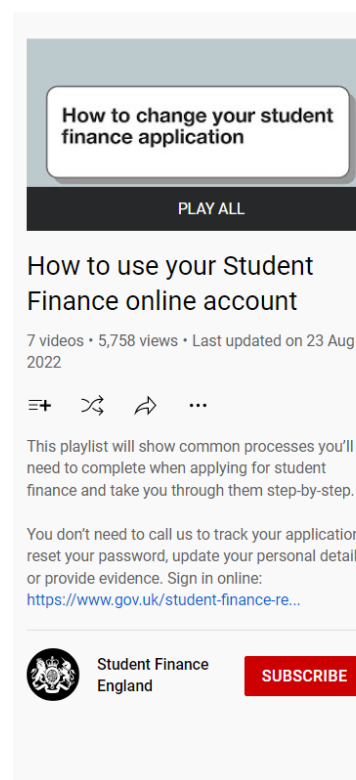 How to change your student
finance application
PLAY ALL
How to use your Student
Finance online account
7 videos • 5,758 views • Last updated on 23 Aug
2022
This playlist will show common processes you'll
need to complete when applying for student
finance and take you through them step-by-step.
You don't need to call us to track your application
reset your password, update your personal detail
or provide evidence. Sign in online:
https://www.gov.uk/student-finance-re...
Student Finance
England
SUBSCRIBE